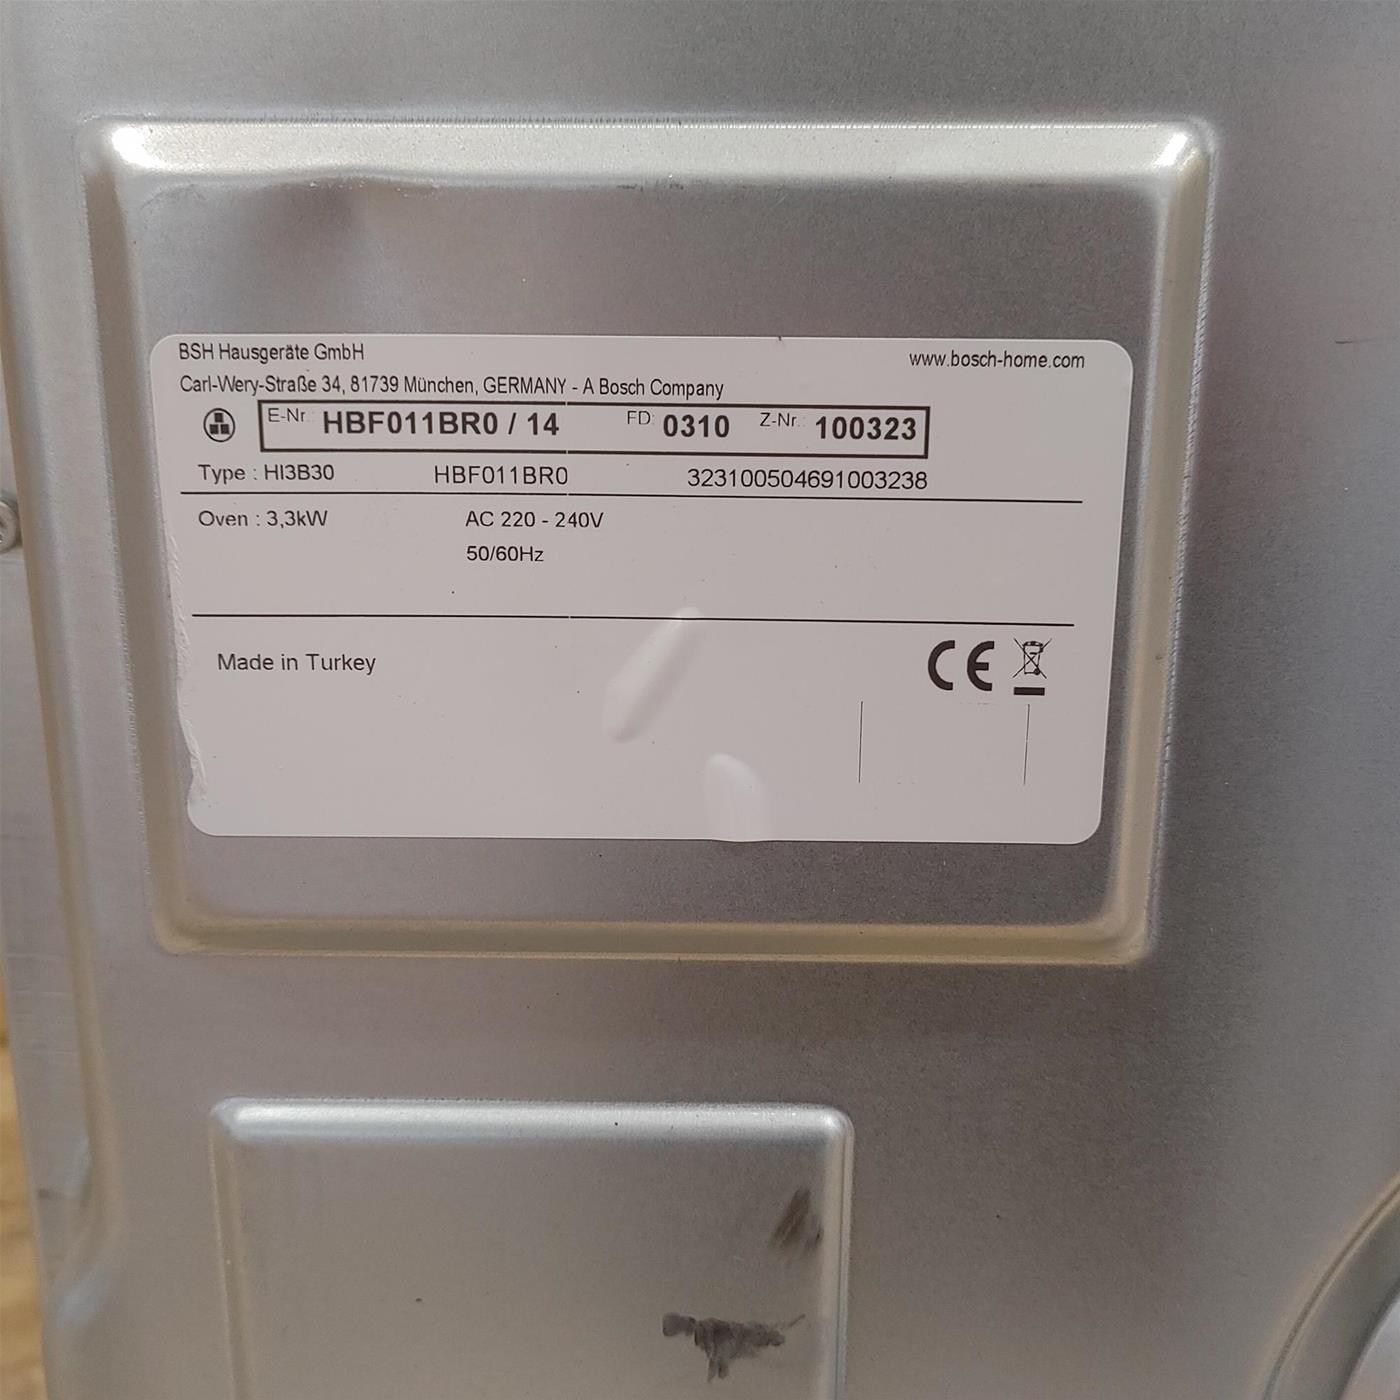 BSH Hausgeräte GmbH www.bosch-home.com
Carl-Wery-Straße 34, 81739 München, GERMANY - A Bosch Company
E-Nr.: HBF011BR0 / 14 FD: 0310 Z-Nr.: 100323
Type : HI3B30 HBF011BR0 323100504691003238
Oven : 3,3kW AC 220 - 240V
50/60Hz
Made in Turkey CE